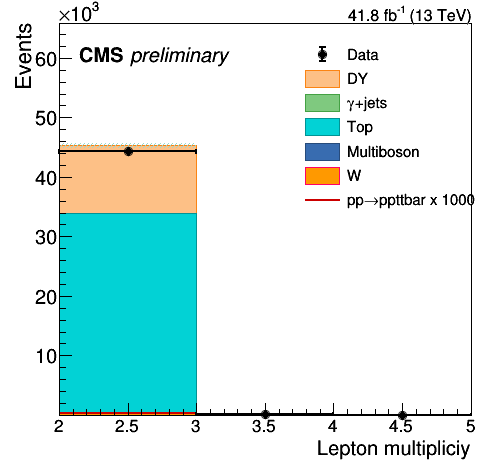 ×10³
41.8 fb⁻¹ (13 TeV)
Events
CMS preliminary
Data
DY
γ+jets
Top
Multiboson
W
pp→ppttbar x 1000
60
50
40
30
20
10
2 2.5 3 3.5 4 4.5 5
Lepton multipliciy